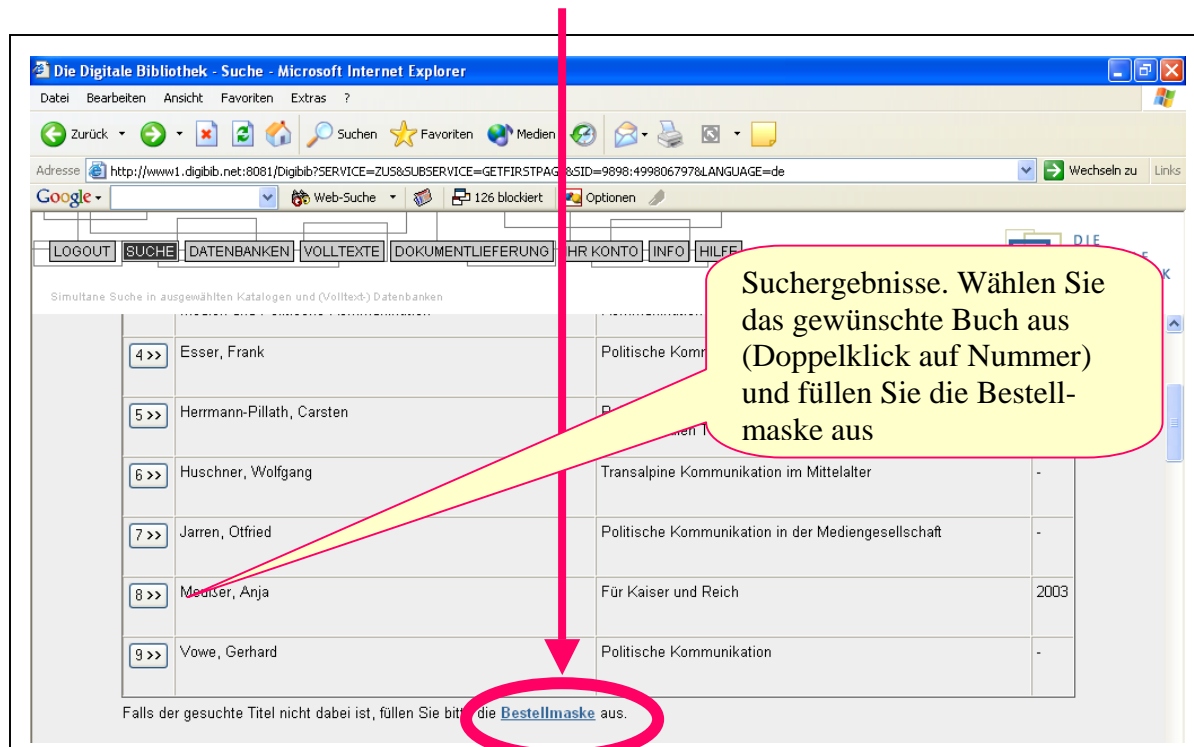 Die Digitale Bibliothek - Suche - Microsoft Internet Explorer
Datei Bearbeiten Ansicht Favoriten Extras ?
Zurück Suchen Favoriten Medien
Adresse http://www1.digibib.net:8081/Digibib?SERVICE=ZUS&SUBSERVICE=GETFIRSTPAG &SID=9898:499806797&LANGUAGE=de Wechseln zu Links
Google Web-Suche 126 blockiert Optionen
LOGOUT SUCHE DATENBANKEN VOLLTEXTE DOKUMENTLIEFERUNG IHR KONTO INFO HILFE
DIE
Simultane Suche in ausgewählten Katalogen und (Volltext-) Datenbanken
Suchergebnisse. Wählen Sie
das gewünschte Buch aus
(Doppelklick auf Nummer)
und füllen Sie die Bestell-
maske aus
4 >> Esser, Frank Politische Komm
5 >> Herrmann-Pillath, Carsten
6 >> Huschner, Wolfgang Transalpine Kommunikation im Mittelalter -
7 >> Jarren, Otfried Politische Kommunikation in der Mediengesellschaft -
8 >> Meußer, Anja Für Kaiser und Reich 2003
9 >> Vowe, Gerhard Politische Kommunikation -
Falls der gesuchte Titel nicht dabei ist, füllen Sie bitte die Bestellmaske aus.